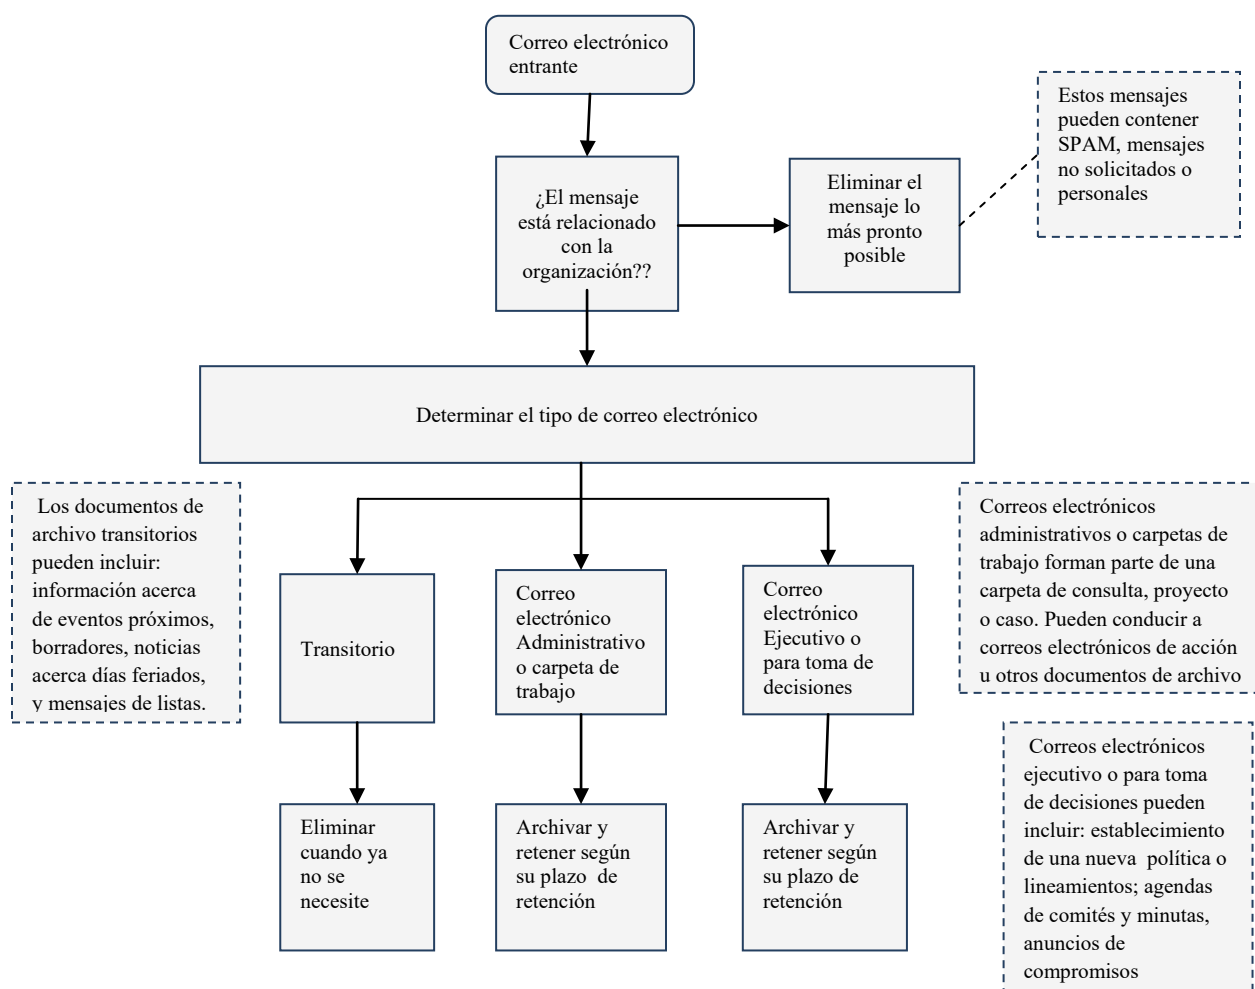 Correo electrónico
entrante
Estos mensajes
pueden contener
SPAM, mensajes
no solicitados o
personales
¿El mensaje
está relacionado
con la
organización??
Eliminar el
mensaje lo
más pronto
posible
Determinar el tipo de correo electrónico
Los documentos de
archivo transitorios
pueden incluir:
información acerca
de eventos próximos,
borradores, noticias
acerca días feriados,
y mensajes de listas.
Transitorio
Correo
electrónico
Administrativo
o carpeta de
trabajo
Correo
electrónico
Ejecutivo o
para toma de
decisiones
Correos electrónicos
administrativos o carpetas de
trabajo forman parte de una
carpeta de consulta, proyecto
o caso. Pueden conducir a
correos electrónicos de acción
u otros documentos de archivo
Eliminar
cuando ya
no se
necesite
Archivar y
retener según
su plazo  de
retención
Archivar y
retener según
su plazo de
retención
Correos electrónicos
ejecutivo o para toma
de decisiones pueden
incluir: establecimiento
de una nueva  política o
lineamientos; agendas
de comités y minutas,
anuncios de
compromisos